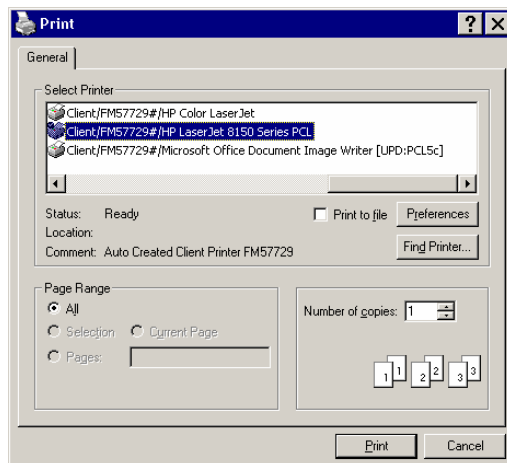 Print
General
Select Printer
Client/FM57729#/HP Color LaserJet
Client/FM57729#/HP LaserJet 8150 Series PCL
Client/FM57729#/Microsoft Office Document Image Writer [UPD:PCL5c]
Status: Ready
Print to file
Preferences
Location:
Comment: Auto Created Client Printer FM57729
Find Printer...
Page Range
All
Selection Current Page
Pages:
Number of copies: 1
1 1 2 2 3 3
Print Cancel